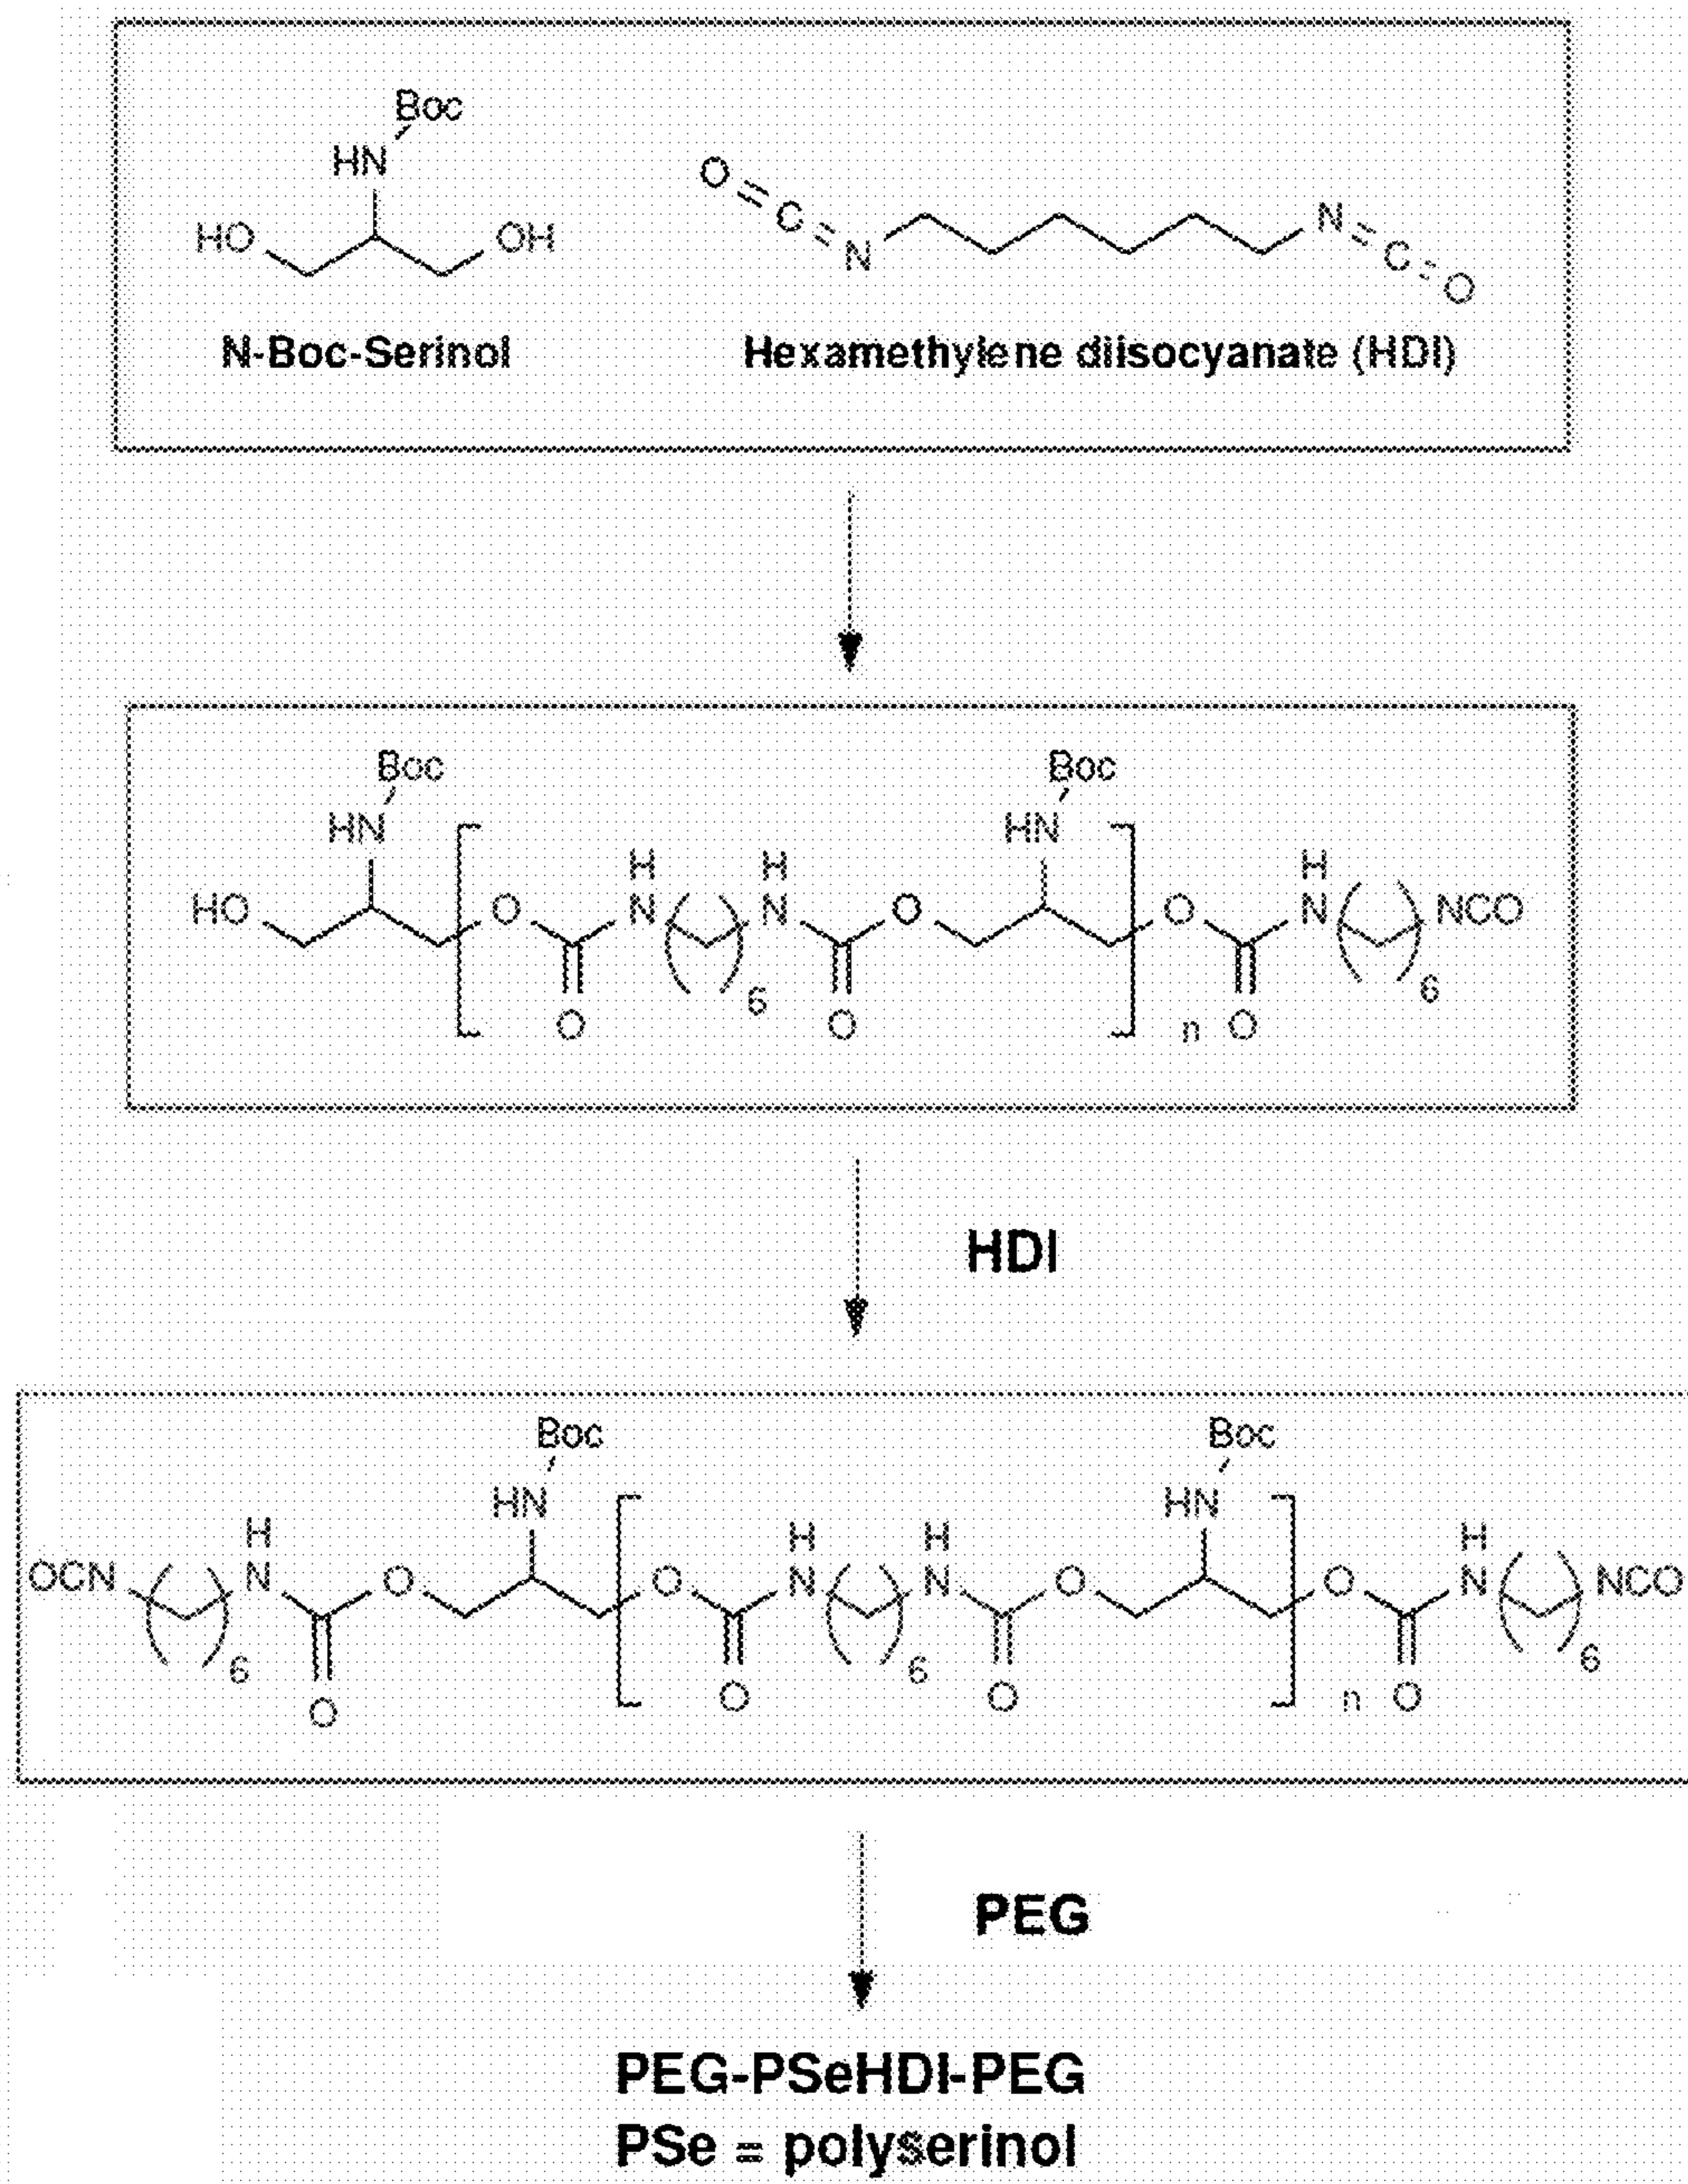 Boc
HN
HO OH
O=C=N N=C=O
N-Boc-Serinol Hexamethylene diisocyanate (HDI)
Boc Boc
HN HN
H H H
HO O N N O O N NCO
6 6
O O n O
HDI
Boc Boc
HN HN
H H H H
OCN N O O N N O O N NCO
6 6 6
O O O n O
PEG
PEG-PSeHDI-PEG
PSe = polyserinol